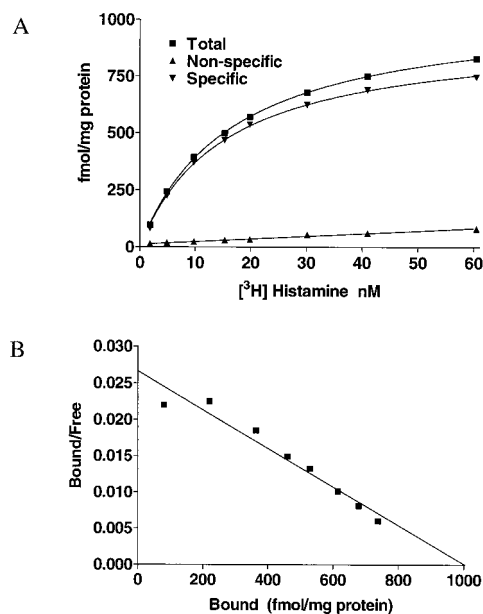 A
fmol/mg protein
1000
750
500
250
0
Total
Non-specific
Specific
0 10 20 30 40 50 60
[³H] Histamine nM
B
Bound/Free
0.030
0.025
0.020
0.015
0.010
0.005
0.000
0 200 400 600 800 1000
Bound (fmol/mg protein)